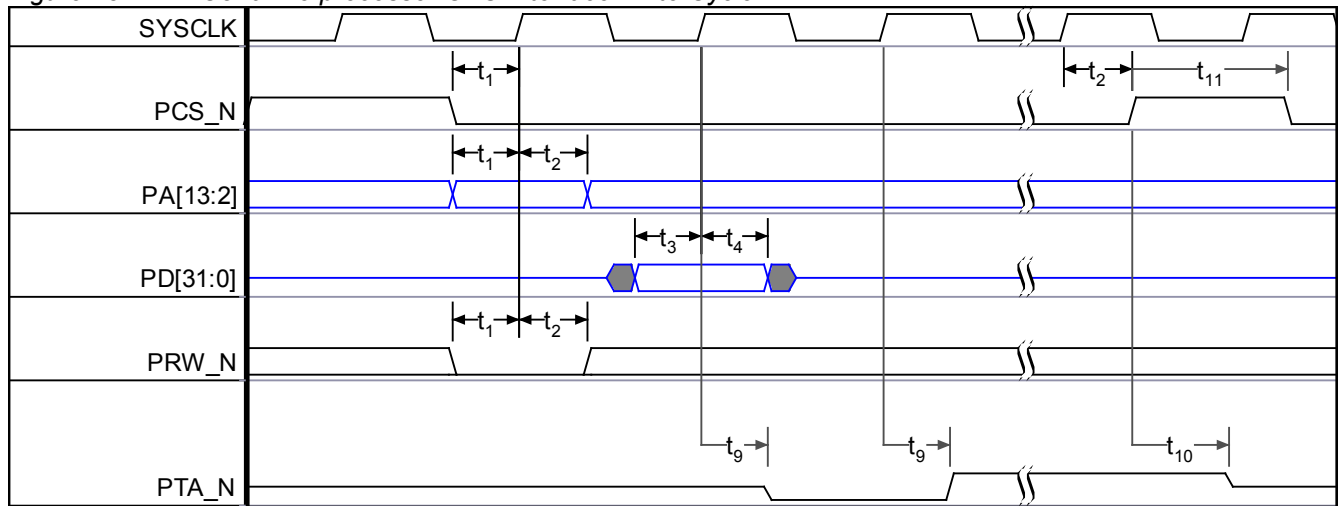 SYSCLK
t1
t2
t11
PCS_N
t1
t2
PA[13:2]
t3
t4
PD[31:0]
t1
t2
PRW_N
t9
t9
t10
PTA_N